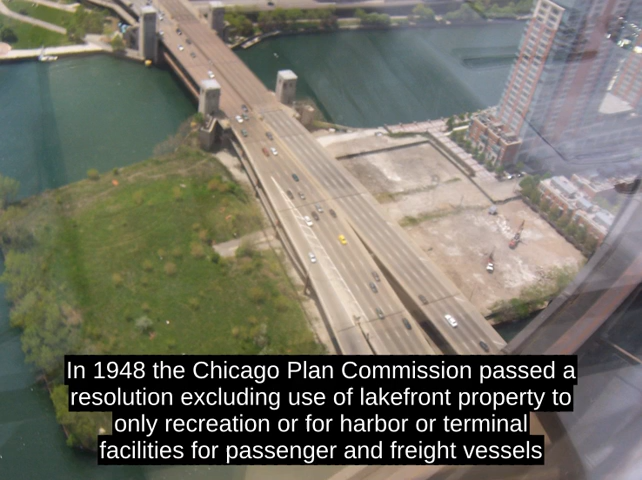 In 1948 the Chicago Plan Commission passed a
resolution excluding use of lakefront property to
only recreation or for harbor or terminal
facilities for passenger and freight vessels